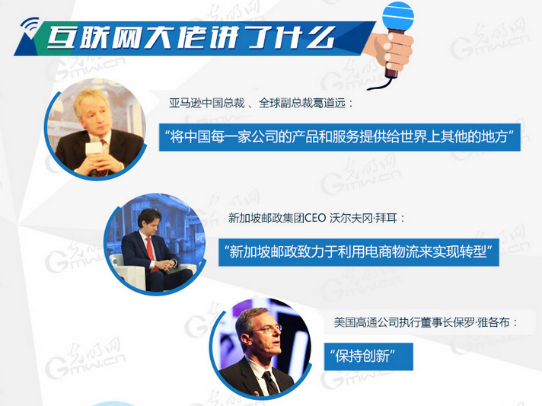 互联网大佬讲了什么
亚马逊中国总裁、全球副总裁葛道远：
“将中国每一家公司的产品和服务提供给世界上其他的地方”
新加坡邮政集团CEO 沃尔夫冈·拜耳：
“新加坡邮政致力于利用电商物流来实现转型”
美国高通公司执行董事长保罗·雅各布：
“保持创新”
光明网
Gmw.cn